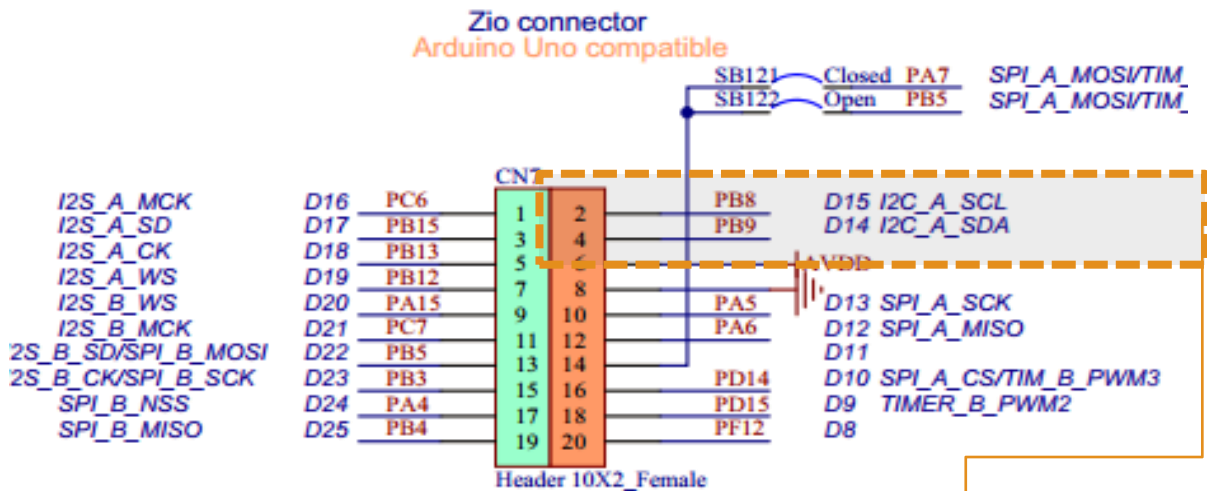 Zio connector
Arduino Uno compatible
SB121 Closed PA7 SPI_A_MOSI/TIM_
SB122 Open PB5 SPI_A_MOSI/TIM_
CN7
I2S_A_MCK D16 PC6 1 2 PB8 D15 I2C_A_SCL
I2S_A_SD D17 PB15 3 4 PB9 D14 I2C_A_SDA
I2S_A_CK D18 PB13 5 6 AVDD
I2S_A_WS D19 PB12 7 8
I2S_B_WS D20 PA15 9 10 PA5 D13 SPI_A_SCK
I2S_B_MCK D21 PC7 11 12 PA6 D12 SPI_A_MISO
2S_B_SD/SPI_B_MOSI D22 PB5 13 14 D11
2S_B_CK/SPI_B_SCK D23 PB3 15 16 PD14 D10 SPI_A_CS/TIM_B_PWM3
SPI_B_NSS D24 PA4 17 18 PD15 D9 TIMER_B_PWM2
SPI_B_MISO D25 PB4 19 20 PF12 D8
Header 10X2_Female